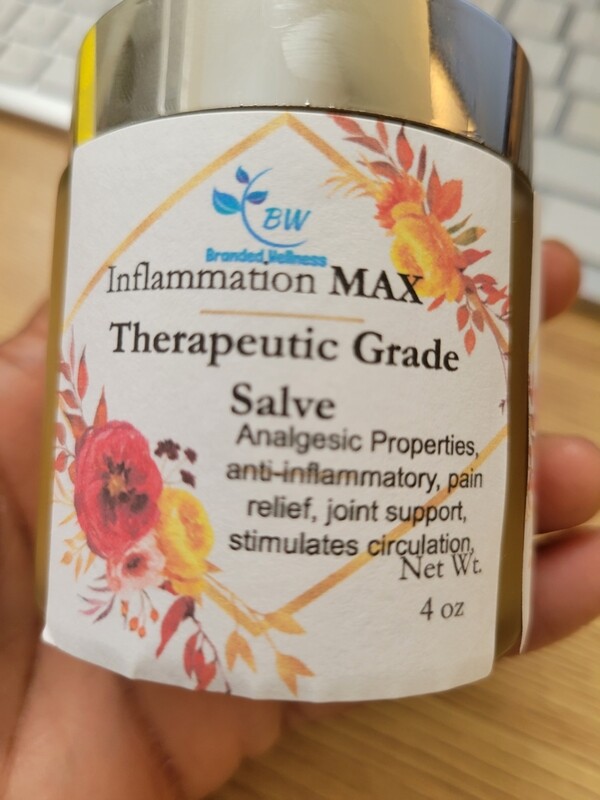 BW
Branded Wellness
Inflammation MAX
Therapeutic Grade
Salve
Analgesic Properties,
anti-inflammatory, pain
relief, joint support,
stimulates circulation,
Net Wt.
4 oz